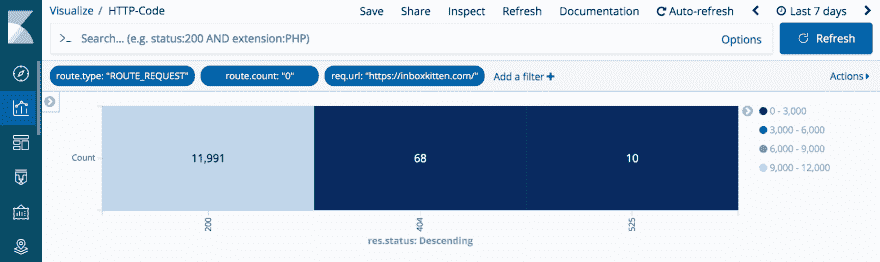 Visualize / HTTP-Code
Save Share Inspect Refresh Documentation Auto-refresh Last 7 days
>_ Search... (e.g. status:200 AND extension:PHP) Options Refresh
route.type: "ROUTE_REQUEST" route.count: "0" req.url: "https://inboxkitten.com/" Add a filter + Actions
0 - 3,000
3,000 - 6,000
6,000 - 9,000
9,000 - 12,000
Count 11,991 68 10
200 404 525
res.status: Descending